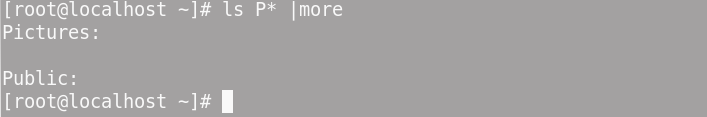 [root@localhost ~]# ls P* |more
Pictures:
Public:
[root@localhost ~]#